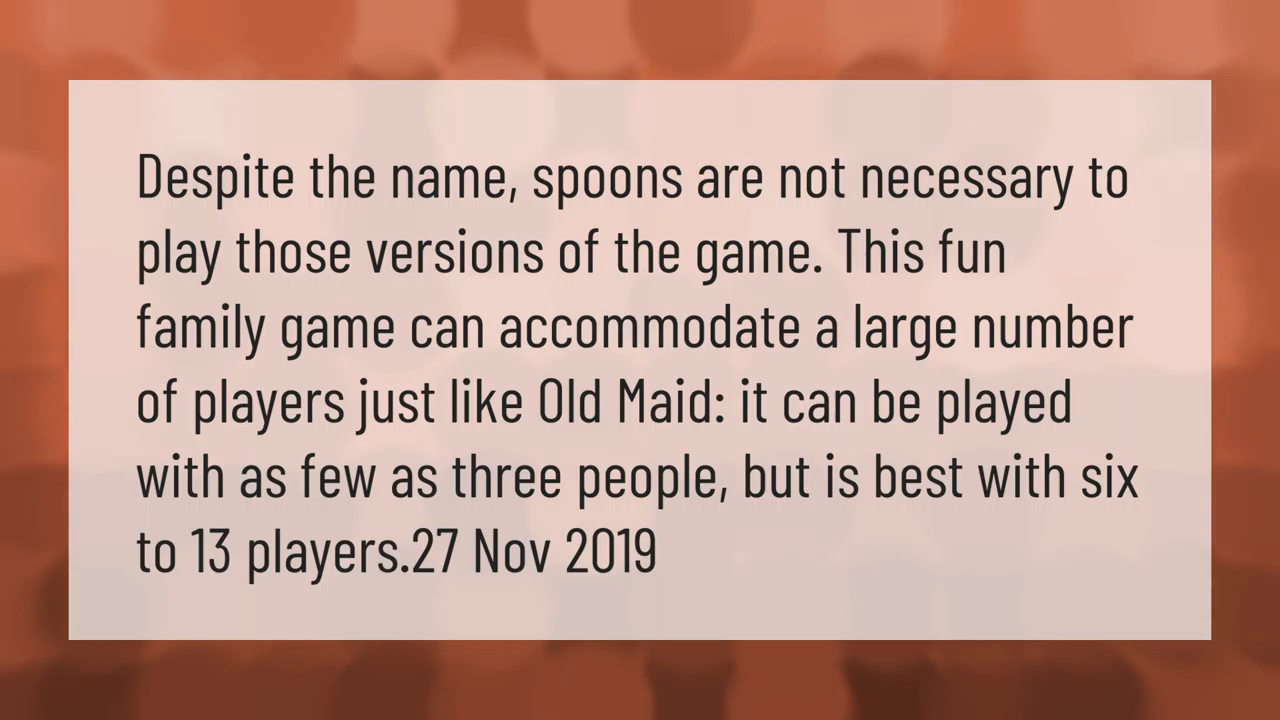 Despite the name, spoons are not necessary to
play those versions of the game. This fun
family game can accommodate a large number
of players just like Old Maid: it can be played
with as few as three people, but is best with six
to 13 players.27 Nov 2019